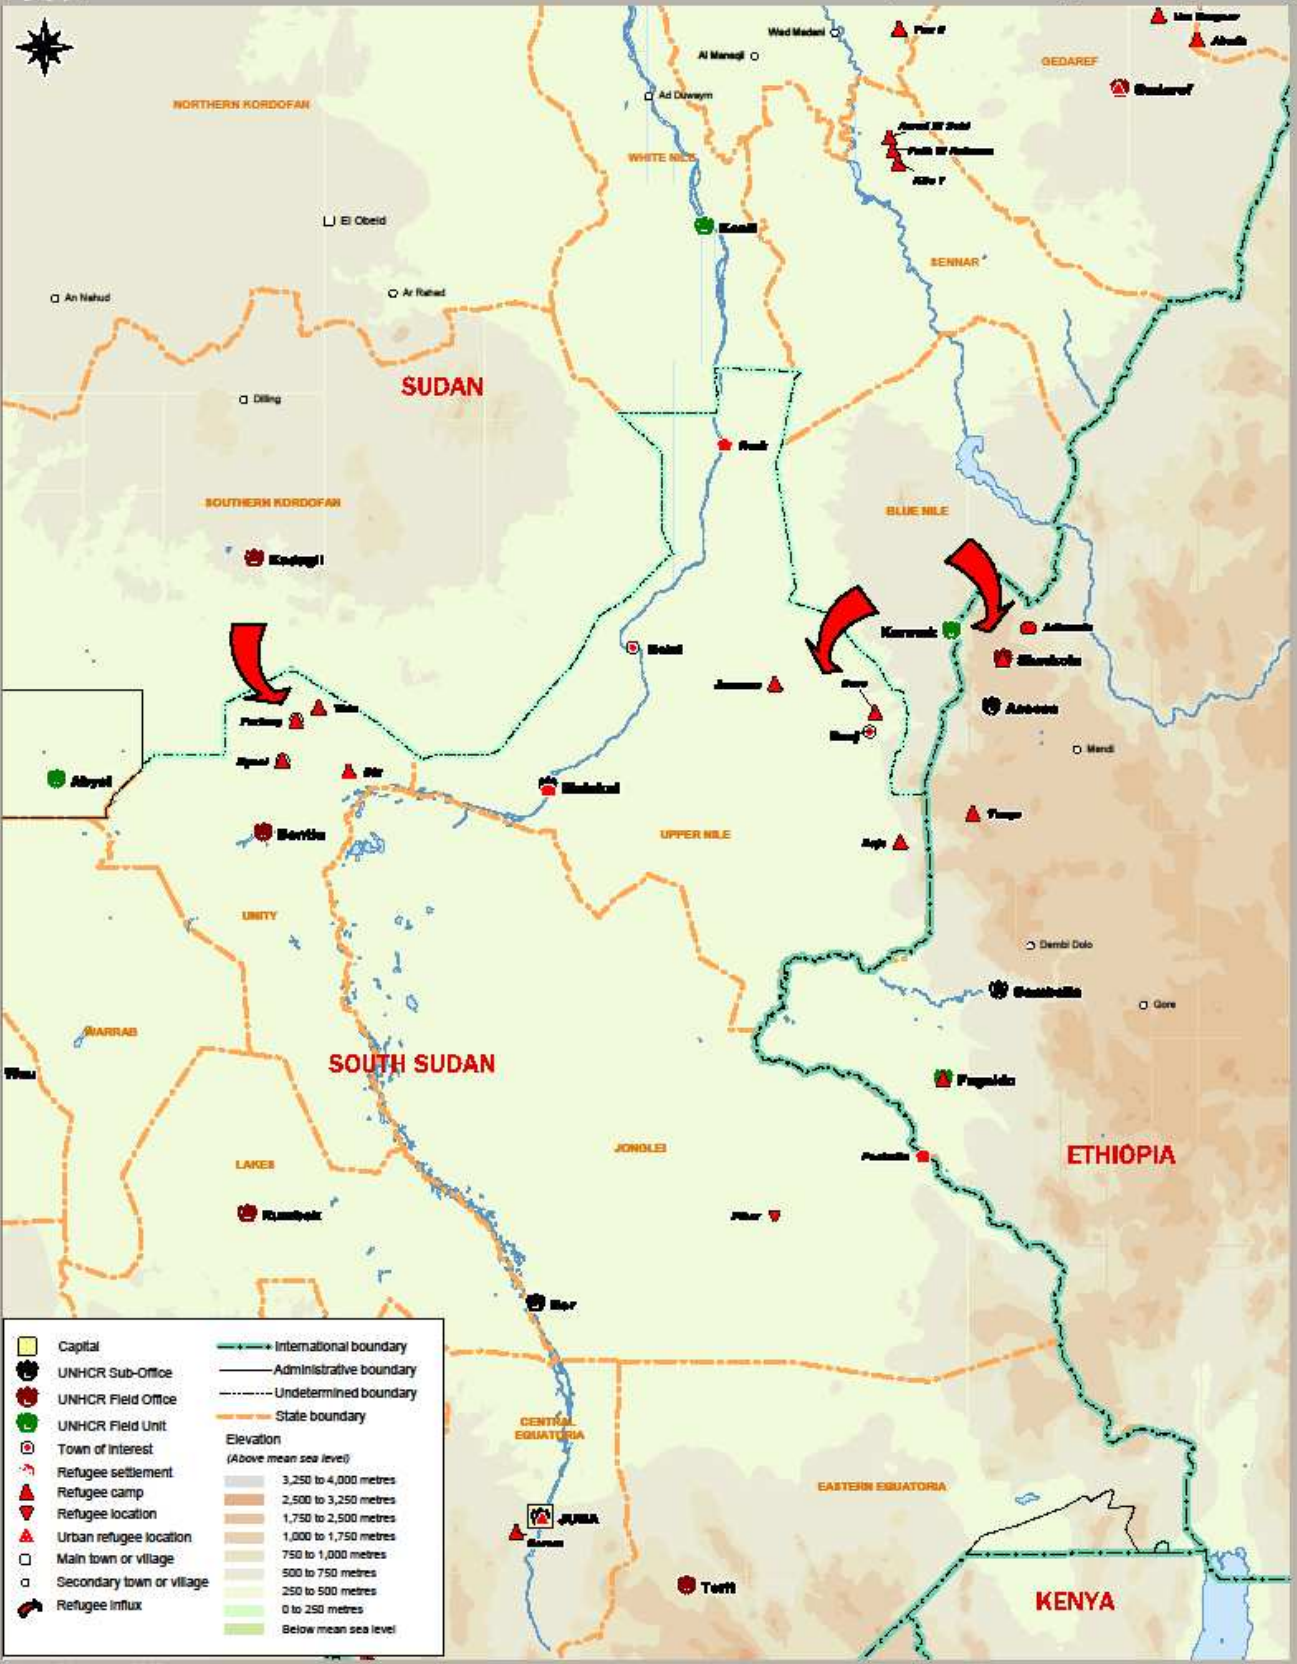 Wad Madani
Al Manaqil
GEDAREF
Gedaref
Ad Duwaym
NORTHERN KORDOFAN
WHITE NILE
El Obeid
Kosti
SENNAR
An Nahud
Ar Rahad
SUDAN
Dilling
Renk
SOUTHERN KORDOFAN
BLUE NILE
Kadugli
Kurmuk
Sherkole
Assosa
Mandi
Yida
Abyei
Malakal
Bentiu
UPPER NILE
Tongo
UNITY
Dembi Dolo
Gambella
Gore
WARRAB
SOUTH SUDAN
Wau
Fugnido
JONGLEI
ETHIOPIA
LAKES
Rumbek
Bor
Capital
UNHCR Sub-Office
UNHCR Field Office
UNHCR Field Unit
Town of interest
Refugee settlement
Refugee camp
Refugee location
Urban refugee location
Main town or village
Secondary town or village
Refugee influx
International boundary
Administrative boundary
Undetermined boundary
State boundary
Elevation
(Above mean sea level)
3,250 to 4,000 metres
2,500 to 3,250 metres
1,750 to 2,500 metres
1,000 to 1,750 metres
750 to 1,000 metres
500 to 750 metres
250 to 500 metres
0 to 250 metres
Below mean sea level
CENTRAL
EQUATORIA
EASTERN EQUATORIA
JUBA
Torit
KENYA